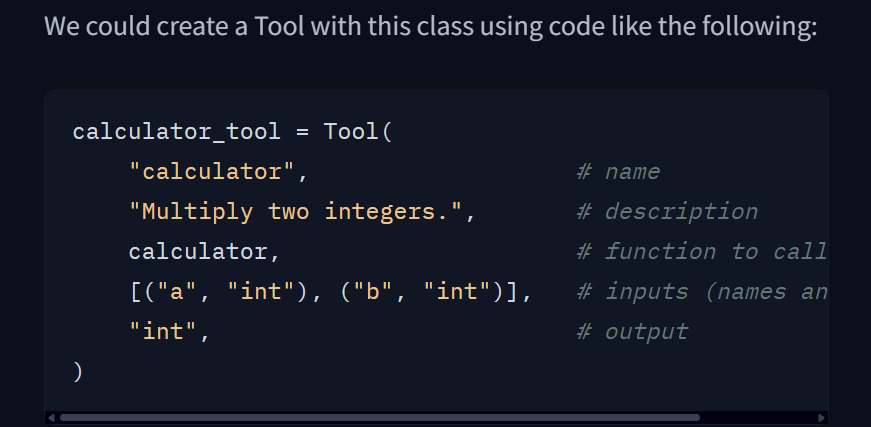 We could create a Tool with this class using code like the following:
calculator_tool = Tool(
    "calculator",                   # name
    "Multiply two integers.",       # description
    calculator,                     # function to call
    [("a", "int"), ("b", "int")],   # inputs (names an
    "int",                          # output
)